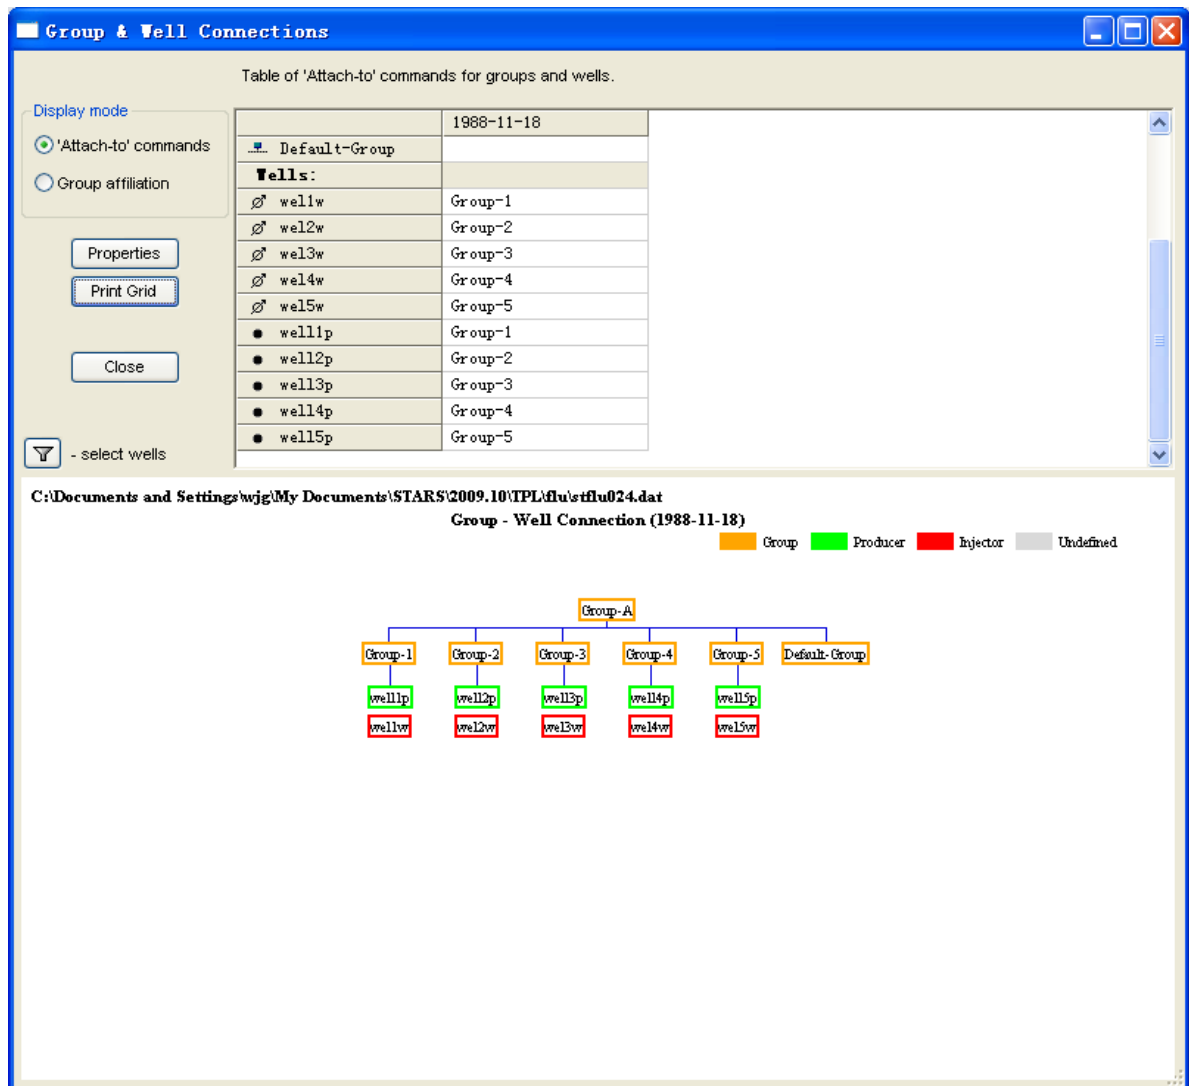 Group & Well Connections
Table of 'Attach-to' commands for groups and wells.
Display mode
'Attach-to' commands
Group affiliation
Properties
Print Grid
Close
- select wells
1988-11-18
Default-Group
Wells:
wel1w Group-1
wel2w Group-2
wel3w Group-3
wel4w Group-4
wel5w Group-5
well1p Group-1
well2p Group-2
well3p Group-3
well4p Group-4
well5p Group-5
C:\Documents and Settings\wjg\My Documents\STARS\2009.10\TPL\flu\stflu024.dat
Group - Well Connection (1988-11-18)
Group Producer Injector Undefined
Group-A
Group-1 Group-2 Group-3 Group-4 Group-5 Default-Group
well1p well2p well3p well4p well5p
wel1w wel2w wel3w wel4w wel5w